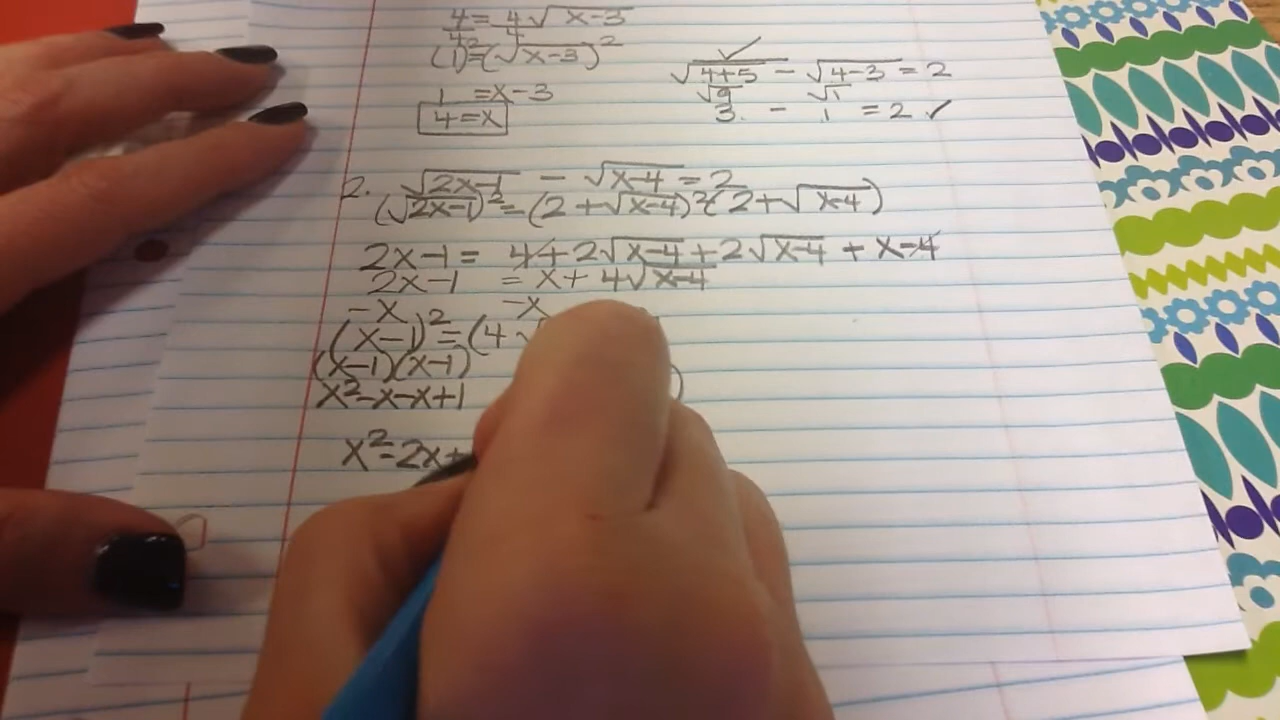 4 = 4√x-3
4 4
(1)²=(√x-3)²
1 = x-3
4=x
✓
√4+5 - √4-3 = 2
√9 √1
3 - 1 = 2 ✓
2. √2x-1 - √x-4 = 2
(√2x-1)² = (2+√x-4)²(2+√x-4)
2x-1 = 4+2√x-4+2√x-4 + x-4
2x-1 = x+ 4√x-4
-x -x
(x-1)² = (4√
(x-1)(x-1)
x²-x-x+1
x²-2x+